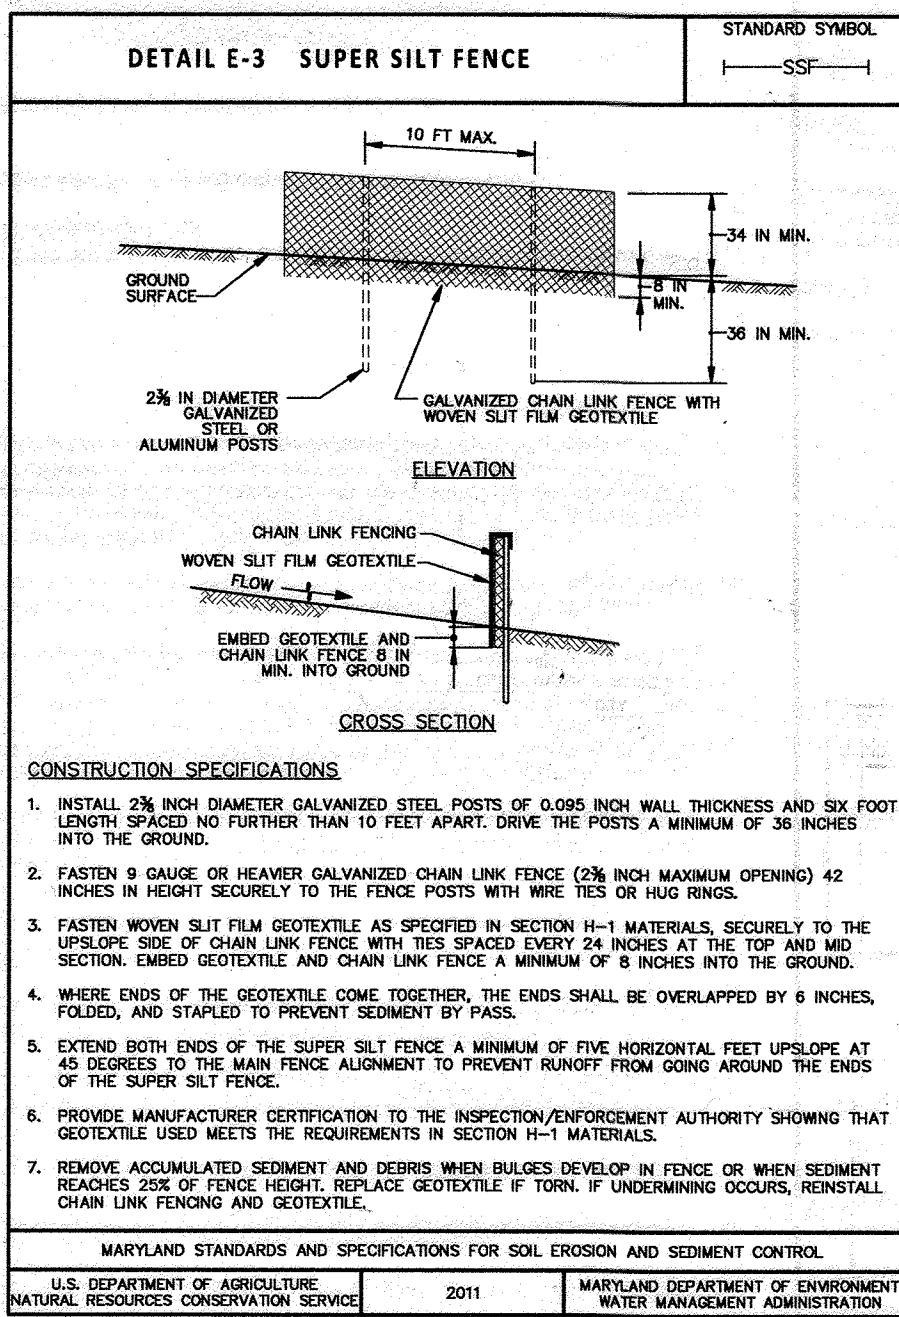 DETAIL E-3 SUPER SILT FENCE
STANDARD SYMBOL
SSF
10 FT MAX.
34 IN MIN.
GROUND
SURFACE
8 IN
MIN.
36 IN MIN.
2⅜ IN DIAMETER
GALVANIZED
STEEL OR
ALUMINUM POSTS
GALVANIZED CHAIN LINK FENCE WITH
WOVEN SLIT FILM GEOTEXTILE
ELEVATION
CHAIN LINK FENCING
WOVEN SLIT FILM GEOTEXTILE
FLOW
EMBED GEOTEXTILE AND
CHAIN LINK FENCE 8 IN
MIN. INTO GROUND
CROSS SECTION
CONSTRUCTION SPECIFICATIONS
1. INSTALL 2⅜ INCH DIAMETER GALVANIZED STEEL POSTS OF 0.095 INCH WALL THICKNESS AND SIX FOOT
LENGTH SPACED NO FURTHER THAN 10 FEET APART. DRIVE THE POSTS A MINIMUM OF 36 INCHES
INTO THE GROUND.
2. FASTEN 9 GAUGE OR HEAVIER GALVANIZED CHAIN LINK FENCE (2⅜ INCH MAXIMUM OPENING) 42
INCHES IN HEIGHT SECURELY TO THE FENCE POSTS WITH WIRE TIES OR HUG RINGS.
3. FASTEN WOVEN SLIT FILM GEOTEXTILE AS SPECIFIED IN SECTION H-1 MATERIALS, SECURELY TO THE
UPSLOPE SIDE OF CHAIN LINK FENCE WITH TIES SPACED EVERY 24 INCHES AT THE TOP AND MID
SECTION. EMBED GEOTEXTILE AND CHAIN LINK FENCE A MINIMUM OF 8 INCHES INTO THE GROUND.
4. WHERE ENDS OF THE GEOTEXTILE COME TOGETHER, THE ENDS SHALL BE OVERLAPPED BY 6 INCHES,
FOLDED, AND STAPLED TO PREVENT SEDIMENT BY PASS.
5. EXTEND BOTH ENDS OF THE SUPER SILT FENCE A MINIMUM OF FIVE HORIZONTAL FEET UPSLOPE AT
45 DEGREES TO THE MAIN FENCE ALIGNMENT TO PREVENT RUNOFF FROM GOING AROUND THE ENDS
OF THE SUPER SILT FENCE.
6. PROVIDE MANUFACTURER CERTIFICATION TO THE INSPECTION/ENFORCEMENT AUTHORITY SHOWING THAT
GEOTEXTILE USED MEETS THE REQUIREMENTS IN SECTION H-1 MATERIALS.
7. REMOVE ACCUMULATED SEDIMENT AND DEBRIS WHEN BULGES DEVELOP IN FENCE OR WHEN SEDIMENT
REACHES 25% OF FENCE HEIGHT. REPLACE GEOTEXTILE IF TORN. IF UNDERMINING OCCURS, REINSTALL
CHAIN LINK FENCING AND GEOTEXTILE.
MARYLAND STANDARDS AND SPECIFICATIONS FOR SOIL EROSION AND SEDIMENT CONTROL
U.S. DEPARTMENT OF AGRICULTURE
NATURAL RESOURCES CONSERVATION SERVICE
2011
MARYLAND DEPARTMENT OF ENVIRONMENT
WATER MANAGEMENT ADMINISTRATION